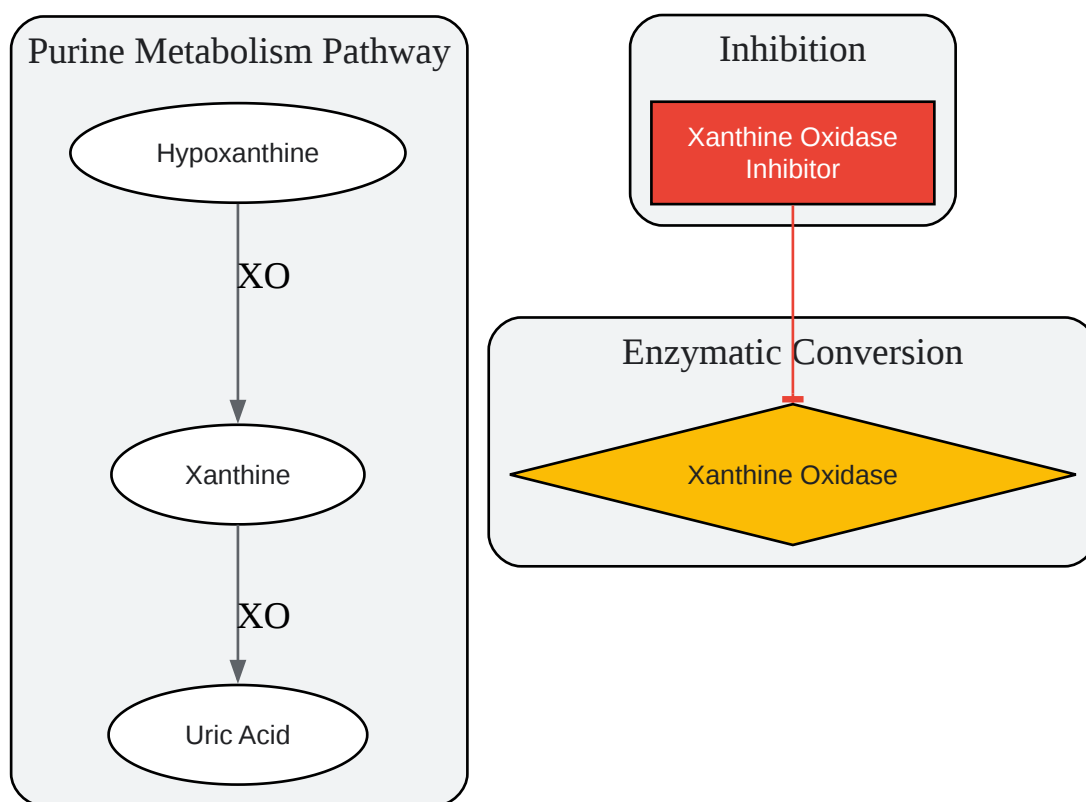 Purine Metabolism Pathway
Hypoxanthine
XO
Xanthine
XO
Uric Acid
Inhibition
Xanthine Oxidase
Inhibitor
Enzymatic Conversion
Xanthine Oxidase